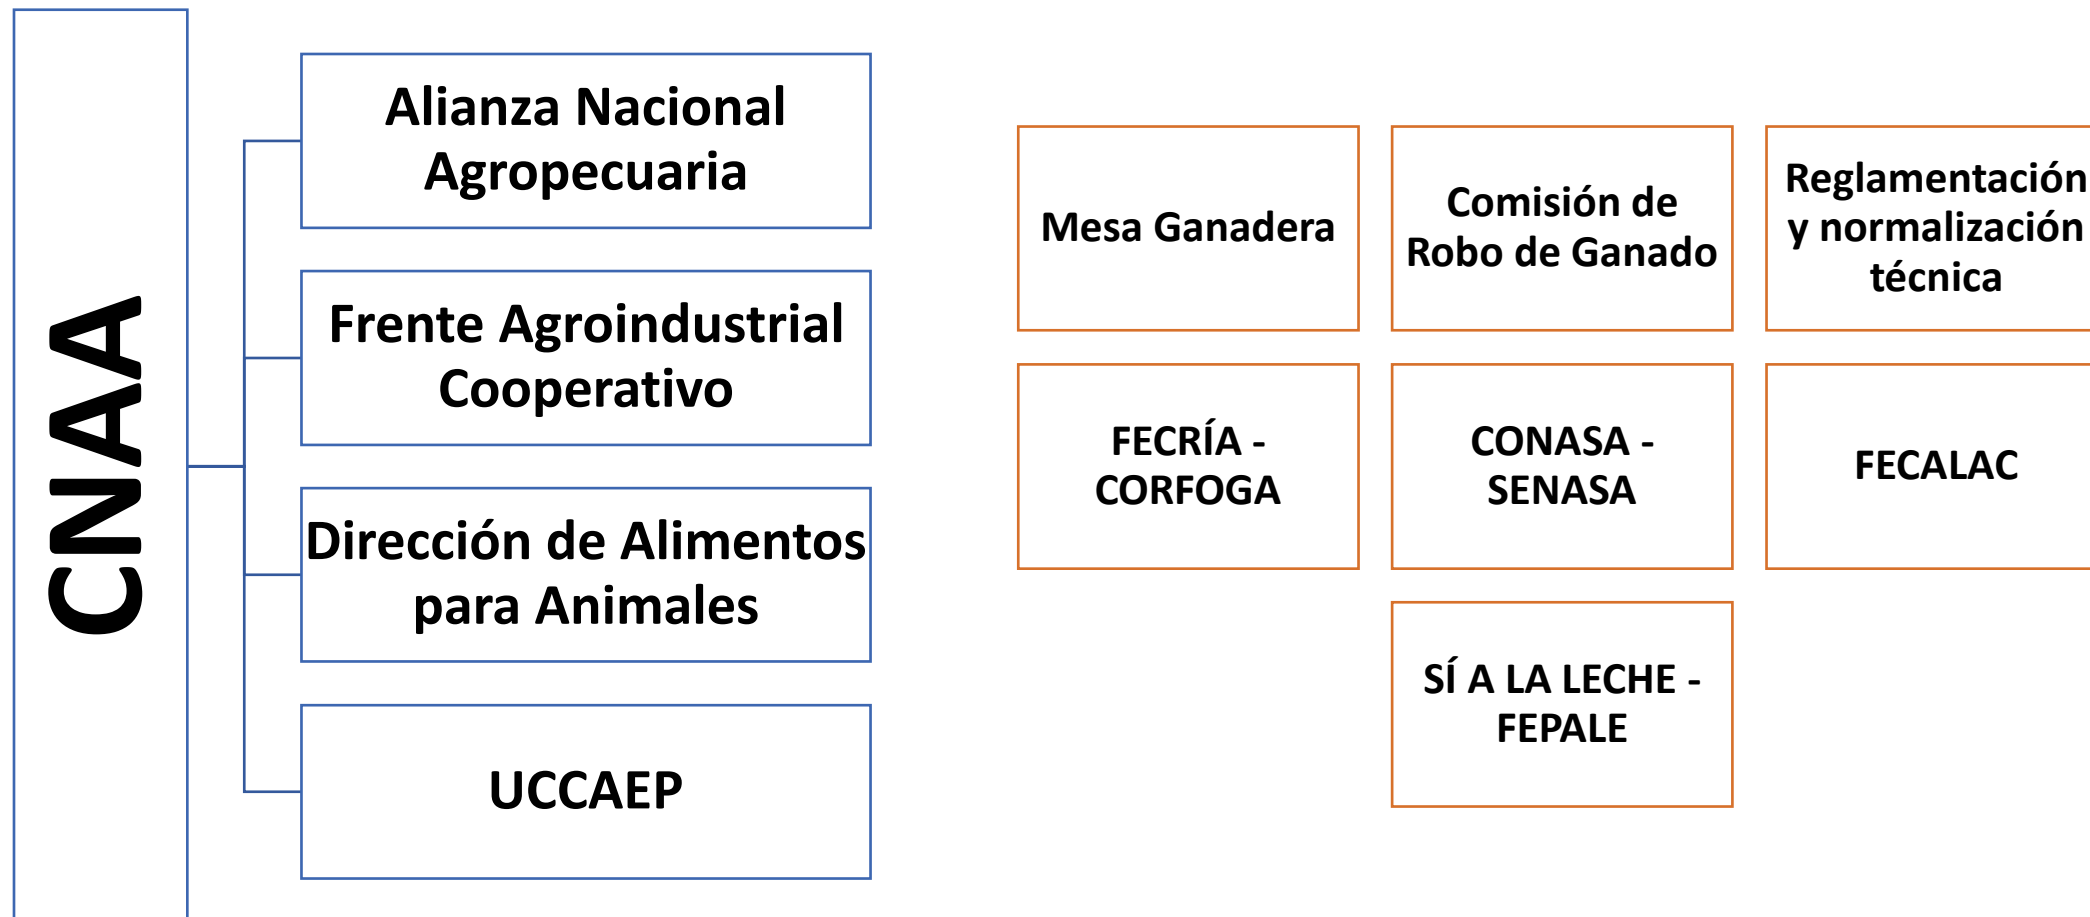 CNAA
Alianza Nacional
Agropecuaria
Frente Agroindustrial
Cooperativo
Dirección de Alimentos
para Animales
UCCAEP
Mesa Ganadera
Comisión de
Robo de Ganado
Reglamentación
y normalización
técnica
FECRÍA -
CORFOGA
CONASA -
SENASA
FECALAC
SÍ A LA LECHE -
FEPALE